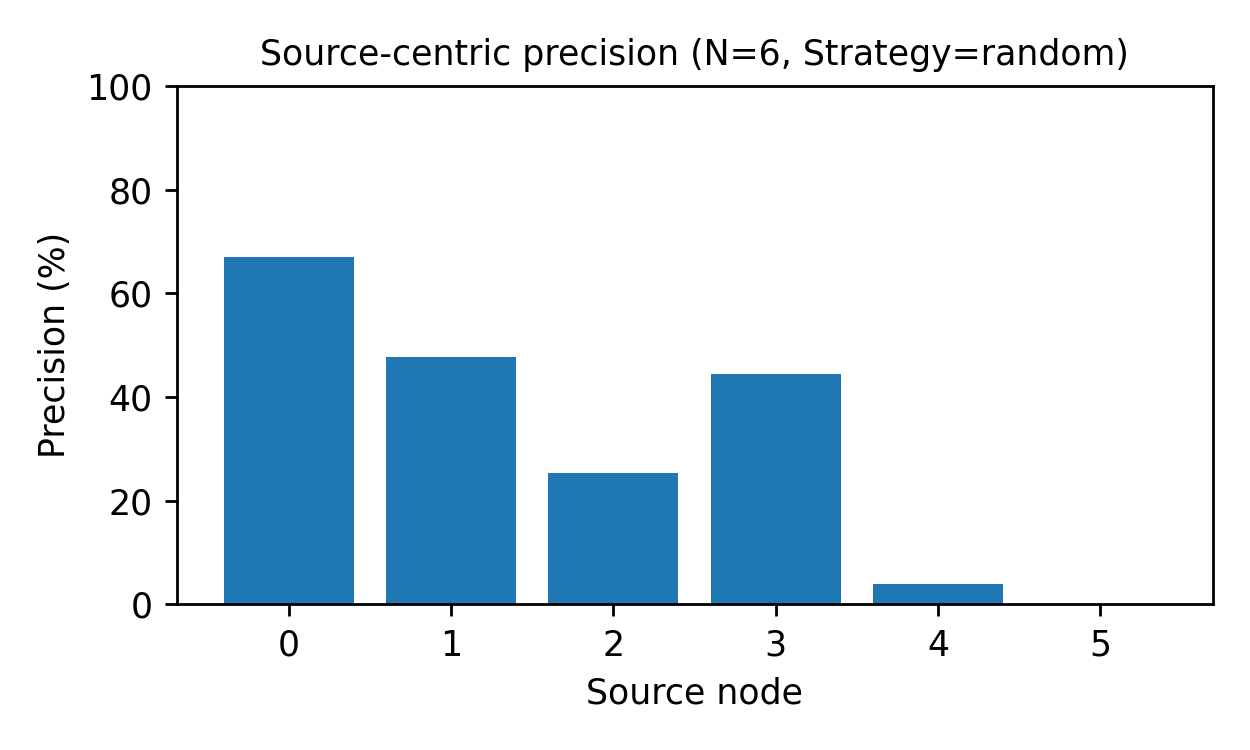 Source-centric precision (N=6, Strategy=random)
Precision (%)
100
80
60
40
20
0
0 1 2 3 4 5
Source node